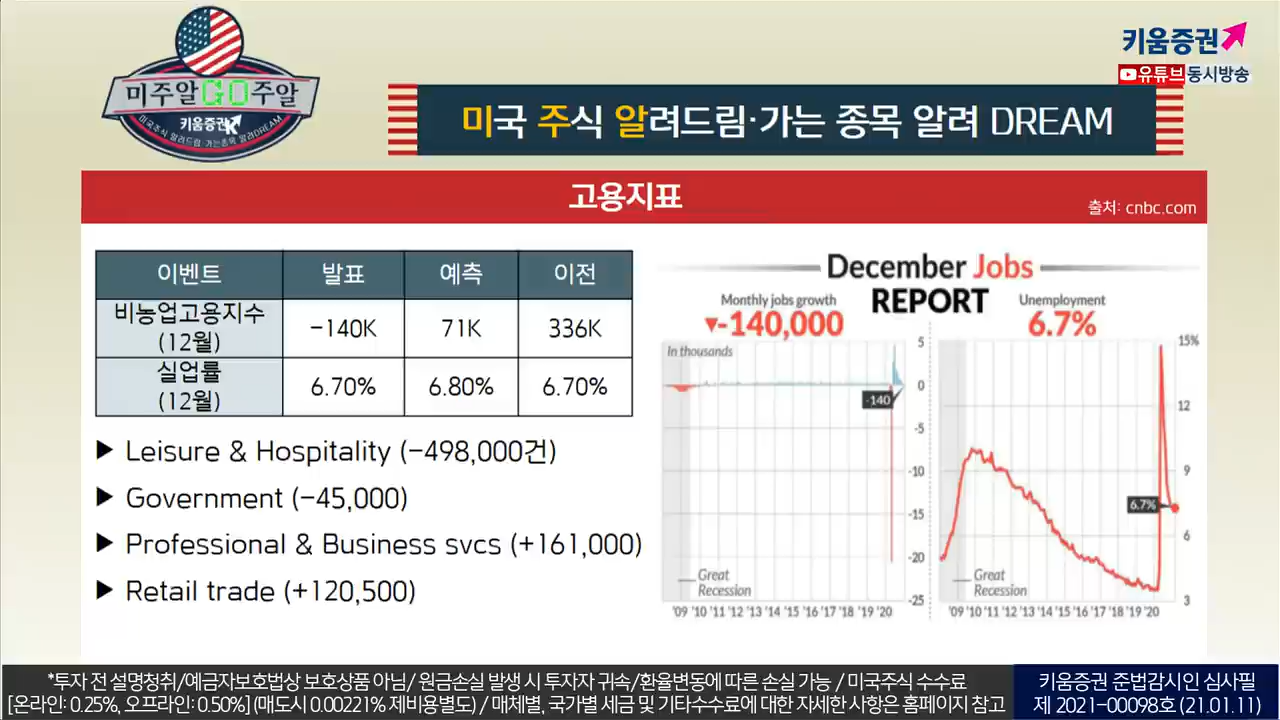 미주알GO주알
키움증권
미국주식 알려드림·가는종목 알려DREAM
키움증권
유튜브동시방송
미국 주식 알려드림·가는 종목 알려 DREAM
고용지표
출처: cnbc.com
이벤트 발표 예측 이전
비농업고용지수
(12월) -140K 71K 336K
실업률
(12월) 6.70% 6.80% 6.70%
▶ Leisure & Hospitality (-498,000건)
▶ Government (-45,000)
▶ Professional & Business svcs (+161,000)
▶ Retail trade (+120,500)
December Jobs
REPORT
Monthly jobs growth
▼-140,000
In thousands
5
0
-5
-10
-15
-20
-25
-140
Great
Recession
'09 '10 '11 '12 '13 '14 '15 '16 '17 '18 '19 '20
Unemployment
6.7%
15%
12
9
6
3
6.7%
Great
Recession
'09 '10 '11 '12 '13 '14 '15 '16 '17 '18 '19 '20
*투자 전 설명청취/예금자보호법상 보호상품 아님/ 원금손실 발생 시 투자자 귀속/환율변동에 따른 손실 가능 / 미국주식 수수료
[온라인: 0.25%, 오프라인: 0.50%] (매도시 0.00221% 제비용별도) / 매체별, 국가별 세금 및 기타수수료에 대한 자세한 사항은 홈페이지 참고
키움증권 준법감시인 심사필
제 2021-00098호 (21.01.11)